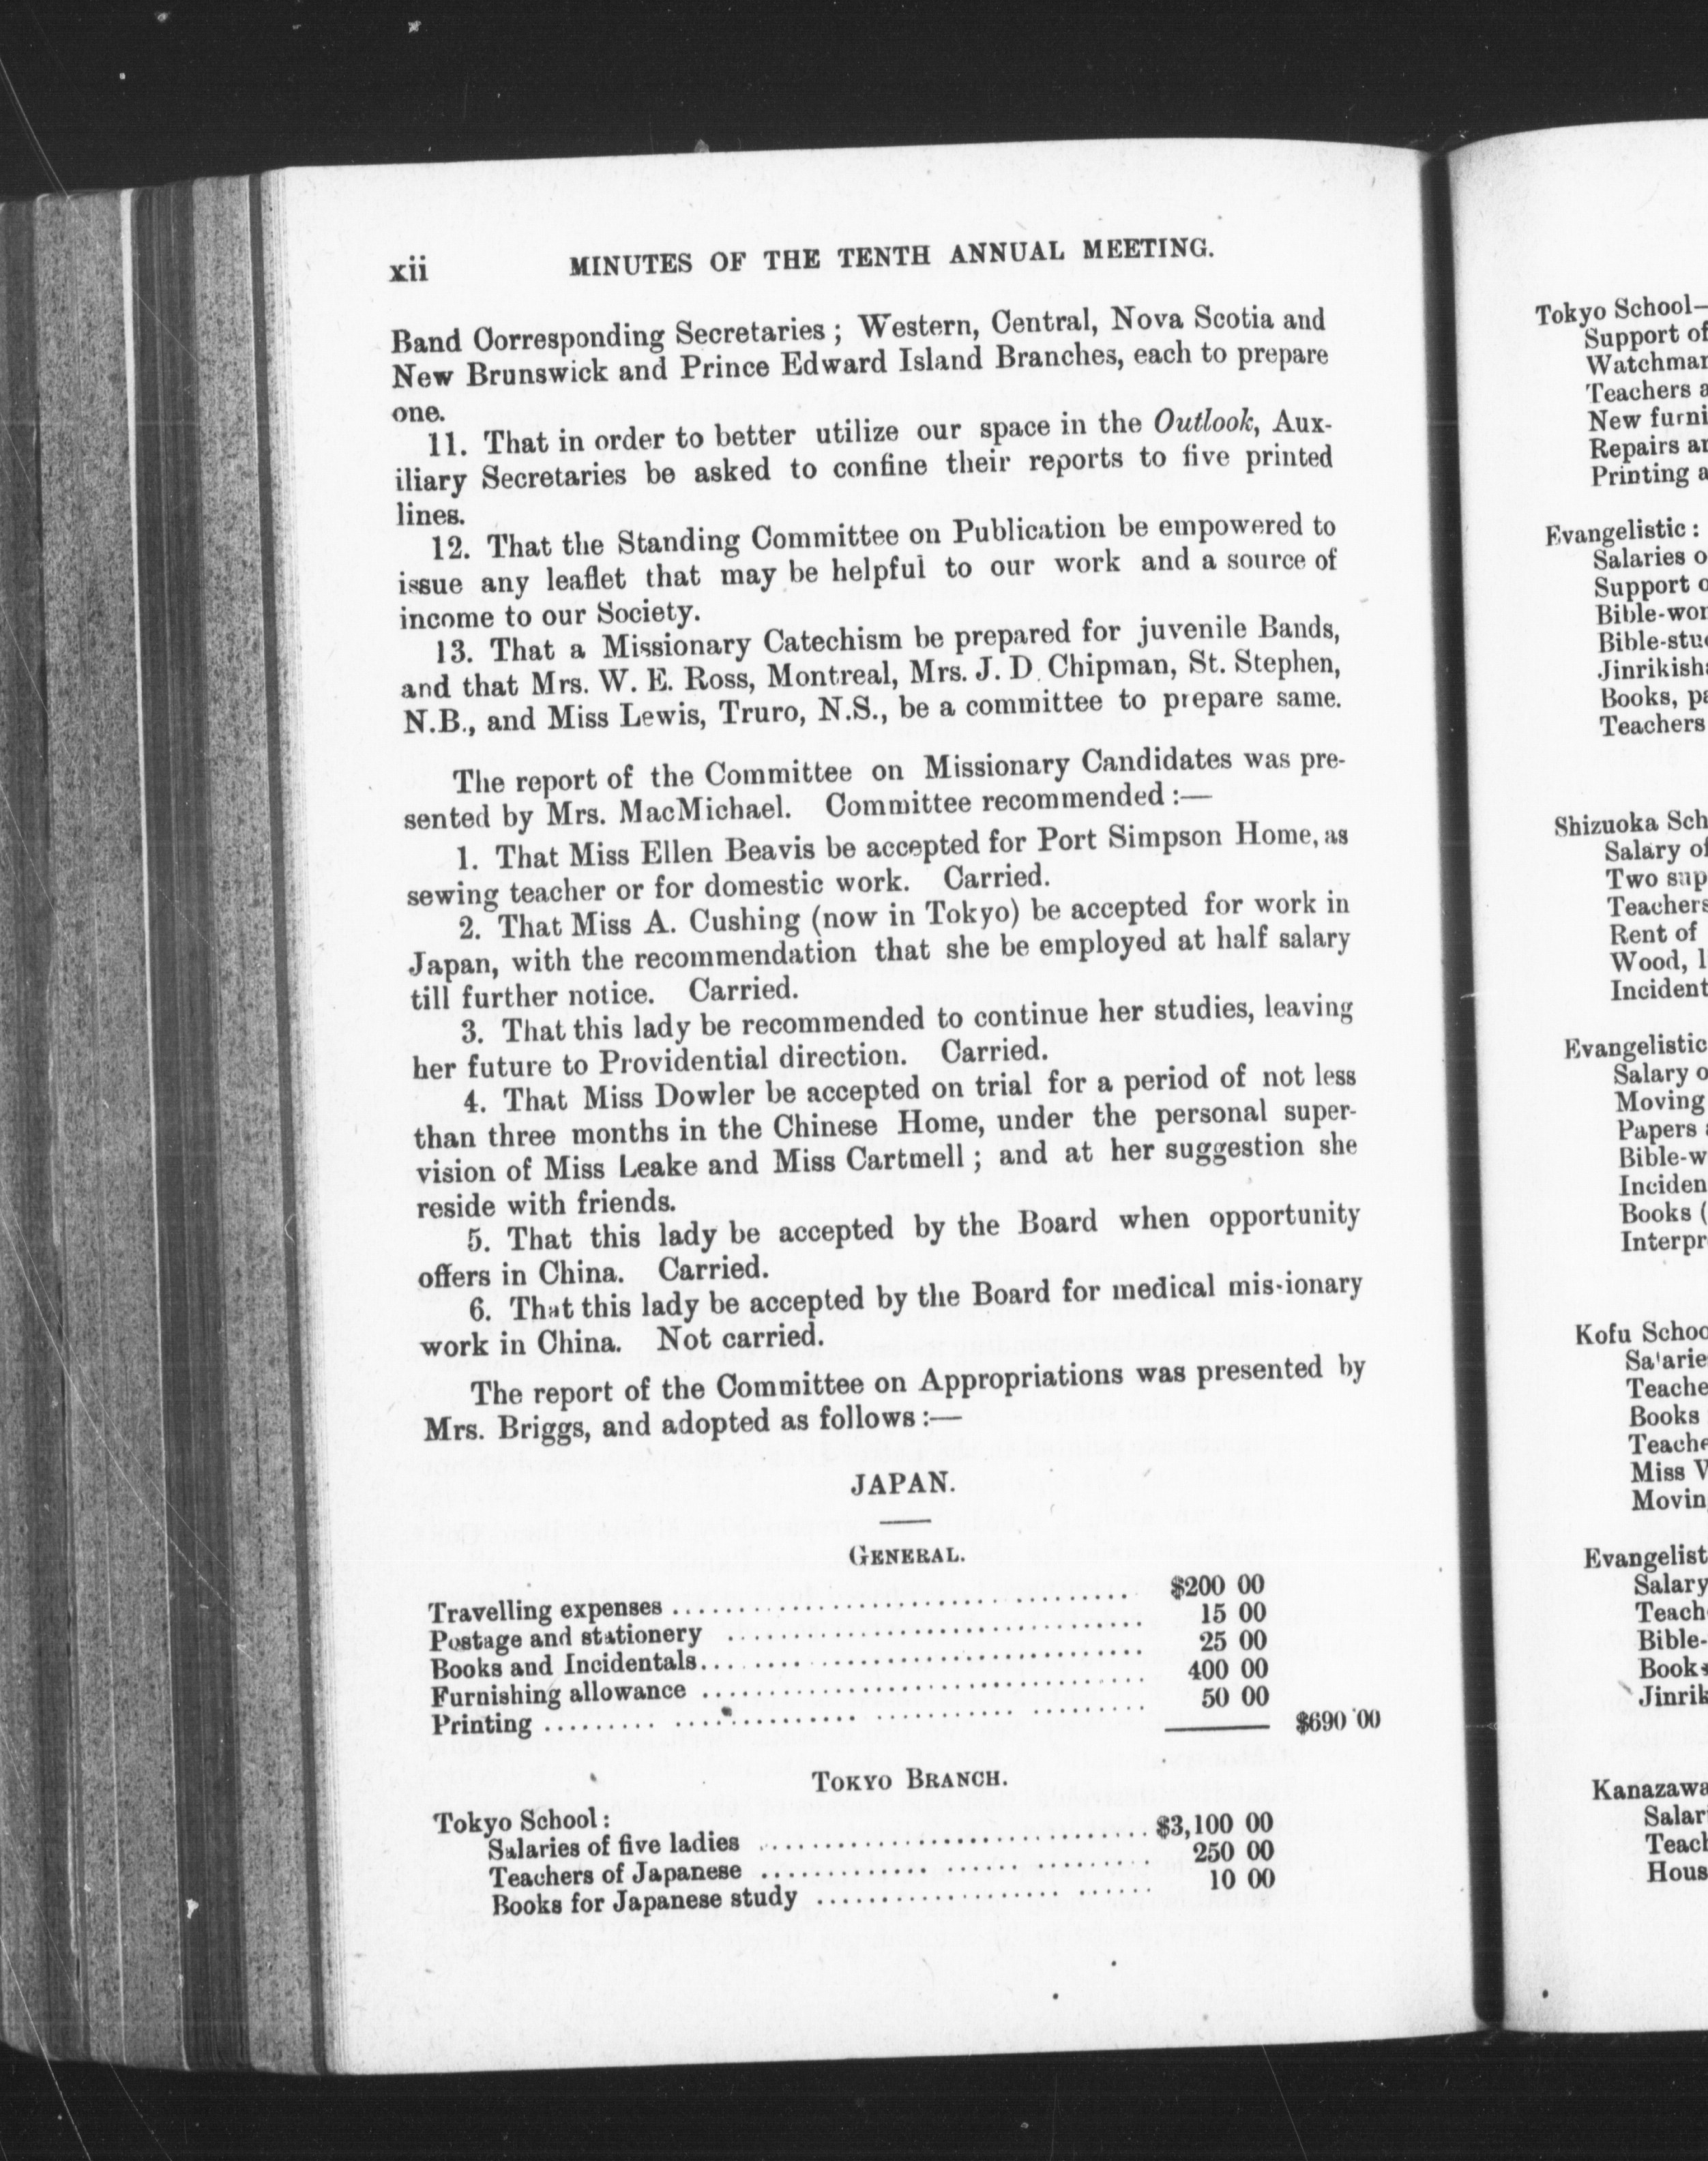 xii MINUTES OF THE TENTH ANNUAL MEETING.
Band Corresponding Secretaries ; Western, Central, Nova Scotia and
New Brunswick and Prince Edward Island Branches, each to prepare
one.
11. That in order to better utilize our space in the Outlook, Aux-
iliary Secretaries be asked to confine their reports to five printed
lines.
12. That the Standing Committee on Publication be empowered to
issue any leaflet that may be helpful to our work and a source of
income to our Society.
13. That a Missionary Catechism be prepared for juvenile Bands,
and that Mrs. W. E. Ross, Montreal, Mrs. J. D. Chipman, St. Stephen,
N.B., and Miss Lewis, Truro, N.S., be a committee to prepare same.
The report of the Committee on Missionary Candidates was pre-
sented by Mrs. MacMichael. Committee recommended :—
1. That Miss Ellen Beavis be accepted for Port Simpson Home, as
sewing teacher or for domestic work. Carried.
2. That Miss A. Cushing (now in Tokyo) be accepted for work in
Japan, with the recommendation that she be employed at half salary
till further notice. Carried.
3. That this lady be recommended to continue her studies, leaving
her future to Providential direction. Carried.
4. That Miss Dowler be accepted on trial for a period of not less
than three months in the Chinese Home, under the personal super-
vision of Miss Leake and Miss Cartmell ; and at her suggestion she
reside with friends.
5. That this lady be accepted by the Board when opportunity
offers in China. Carried.
6. That this lady be accepted by the Board for medical mis-ionary
work in China. Not carried.
The report of the Committee on Appropriations was presented by
Mrs. Briggs, and adopted as follows :—
JAPAN.
GENERAL.
Travelling expenses ........ $200 00
Postage and stationery ........ 15 00
Books and Incidentals ........ 25 00
Furnishing allowance ........ 400 00
Printing ........ 50 00
$690 00
TOKYO BRANCH.
Tokyo School :
Salaries of five ladies ........ $3,100 00
Teachers of Japanese ........ 250 00
Books for Japanese study ........ 10 00
Tokyo School—
Support of
Watchman
Teachers a
New furni
Repairs an
Printing a
Evangelistic :
Salaries o
Support o
Bible-wor
Bible-stu
Jinrikish
Books, pa
Teachers
Shizuoka Sch
Salary of
Two sup
Teachers
Rent of
Wood, l
Incident
Evangelistic
Salary o
Moving
Papers
Bible-w
Inciden
Books (
Interpr
Kofu Schoo
Sa'arie
Teache
Books
Teache
Miss V
Movin
Evangelist
Salary
Teach
Bible-
Book
Jinrik
Kanazawa
Salar
Teach
Hous